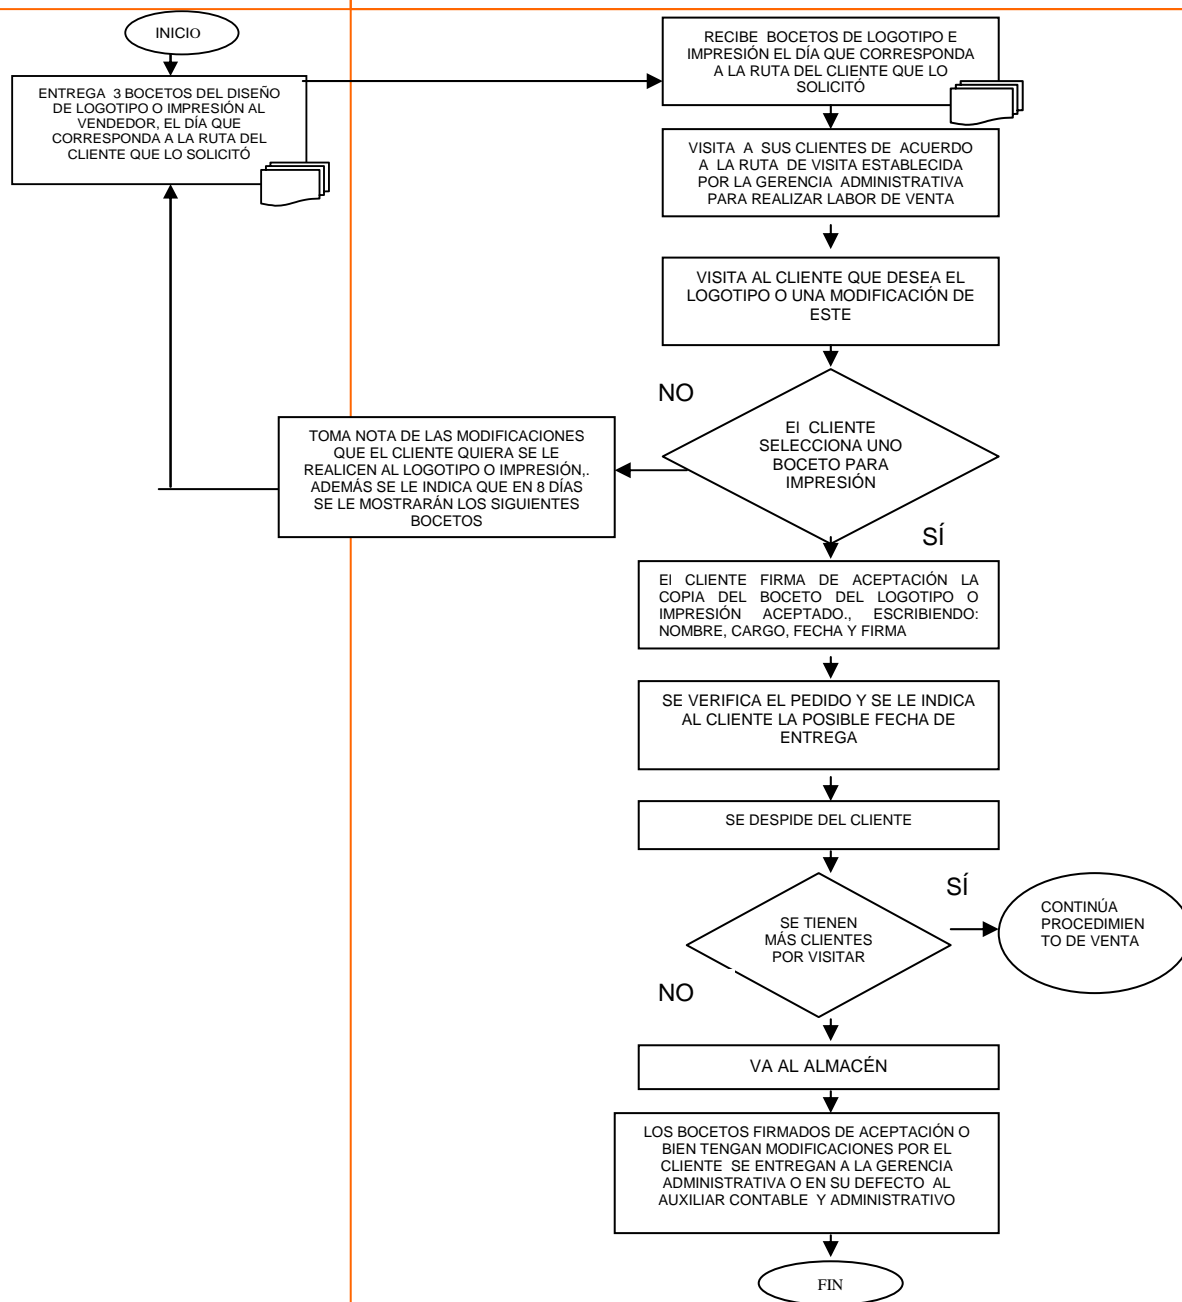 INICIO
ENTREGA 3 BOCETOS DEL DISEÑO
DE LOGOTIPO O IMPRESIÓN AL
VENDEDOR, EL DÍA QUE
CORRESPONDA A LA RUTA DEL
CLIENTE QUE LO SOLICITÓ
RECIBE BOCETOS DE LOGOTIPO E
IMPRESIÓN EL DÍA QUE CORRESPONDA
A LA RUTA DEL CLIENTE QUE LO
SOLICITÓ
VISITA A SUS CLIENTES DE ACUERDO
A LA RUTA DE VISITA ESTABLECIDA
POR LA GERENCIA ADMINISTRATIVA
PARA REALIZAR LABOR DE VENTA
VISITA AL CLIENTE QUE DESEA EL
LOGOTIPO O UNA MODIFICACIÓN DE
ESTE
NO
El CLIENTE
SELECCIONA UNO
BOCETO PARA
IMPRESIÓN
TOMA NOTA DE LAS MODIFICACIONES
QUE EL CLIENTE QUIERA SE LE
REALICEN AL LOGOTIPO O IMPRESIÓN,.
ADEMÁS SE LE INDICA QUE EN 8 DÍAS
SE LE MOSTRARÁN LOS SIGUIENTES
BOCETOS
SÍ
El CLIENTE FIRMA DE ACEPTACIÓN LA
COPIA DEL BOCETO DEL LOGOTIPO O
IMPRESIÓN ACEPTADO., ESCRIBIENDO:
NOMBRE, CARGO, FECHA Y FIRMA
SE VERIFICA EL PEDIDO Y SE LE INDICA
AL CLIENTE LA POSIBLE FECHA DE
ENTREGA
SE DESPIDE DEL CLIENTE
SE TIENEN
MÁS CLIENTES
POR VISITAR
SÍ
CONTINÚA
PROCEDIMIEN
TO DE VENTA
NO
VA AL ALMACÉN
LOS BOCETOS FIRMADOS DE ACEPTACIÓN O
BIEN TENGAN MODIFICACIONES POR EL
CLIENTE SE ENTREGAN A LA GERENCIA
ADMINISTRATIVA O EN SU DEFECTO AL
AUXILIAR CONTABLE Y ADMINISTRATIVO
FIN